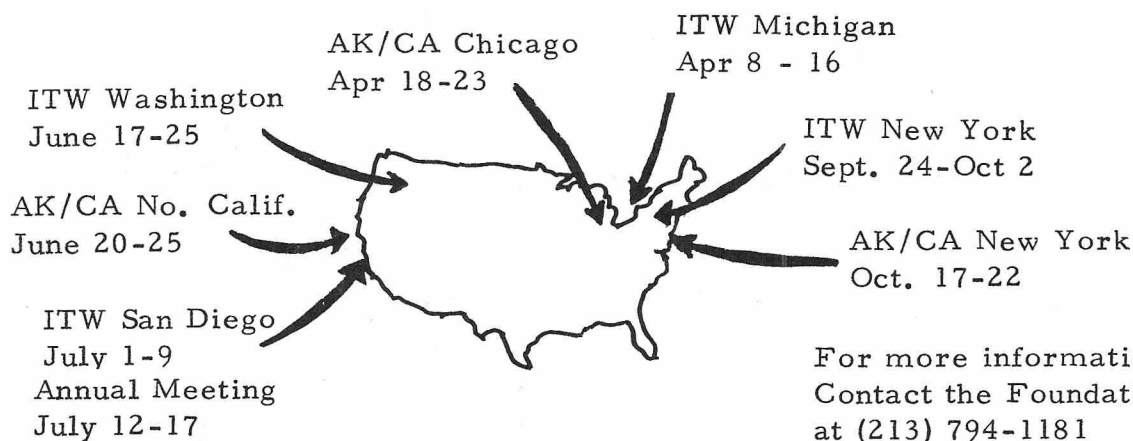 AK/CA Chicago
Apr 18-23
ITW Michigan
Apr 8 - 16
ITW Washington
June 17-25
ITW New York
Sept. 24-Oct 2
AK/CA No. Calif.
June 20-25
AK/CA New York
Oct. 17-22
ITW San Diego
July 1-9
Annual Meeting
July 12-17
For more informati
Contact the Foundat
at (213) 794-1181